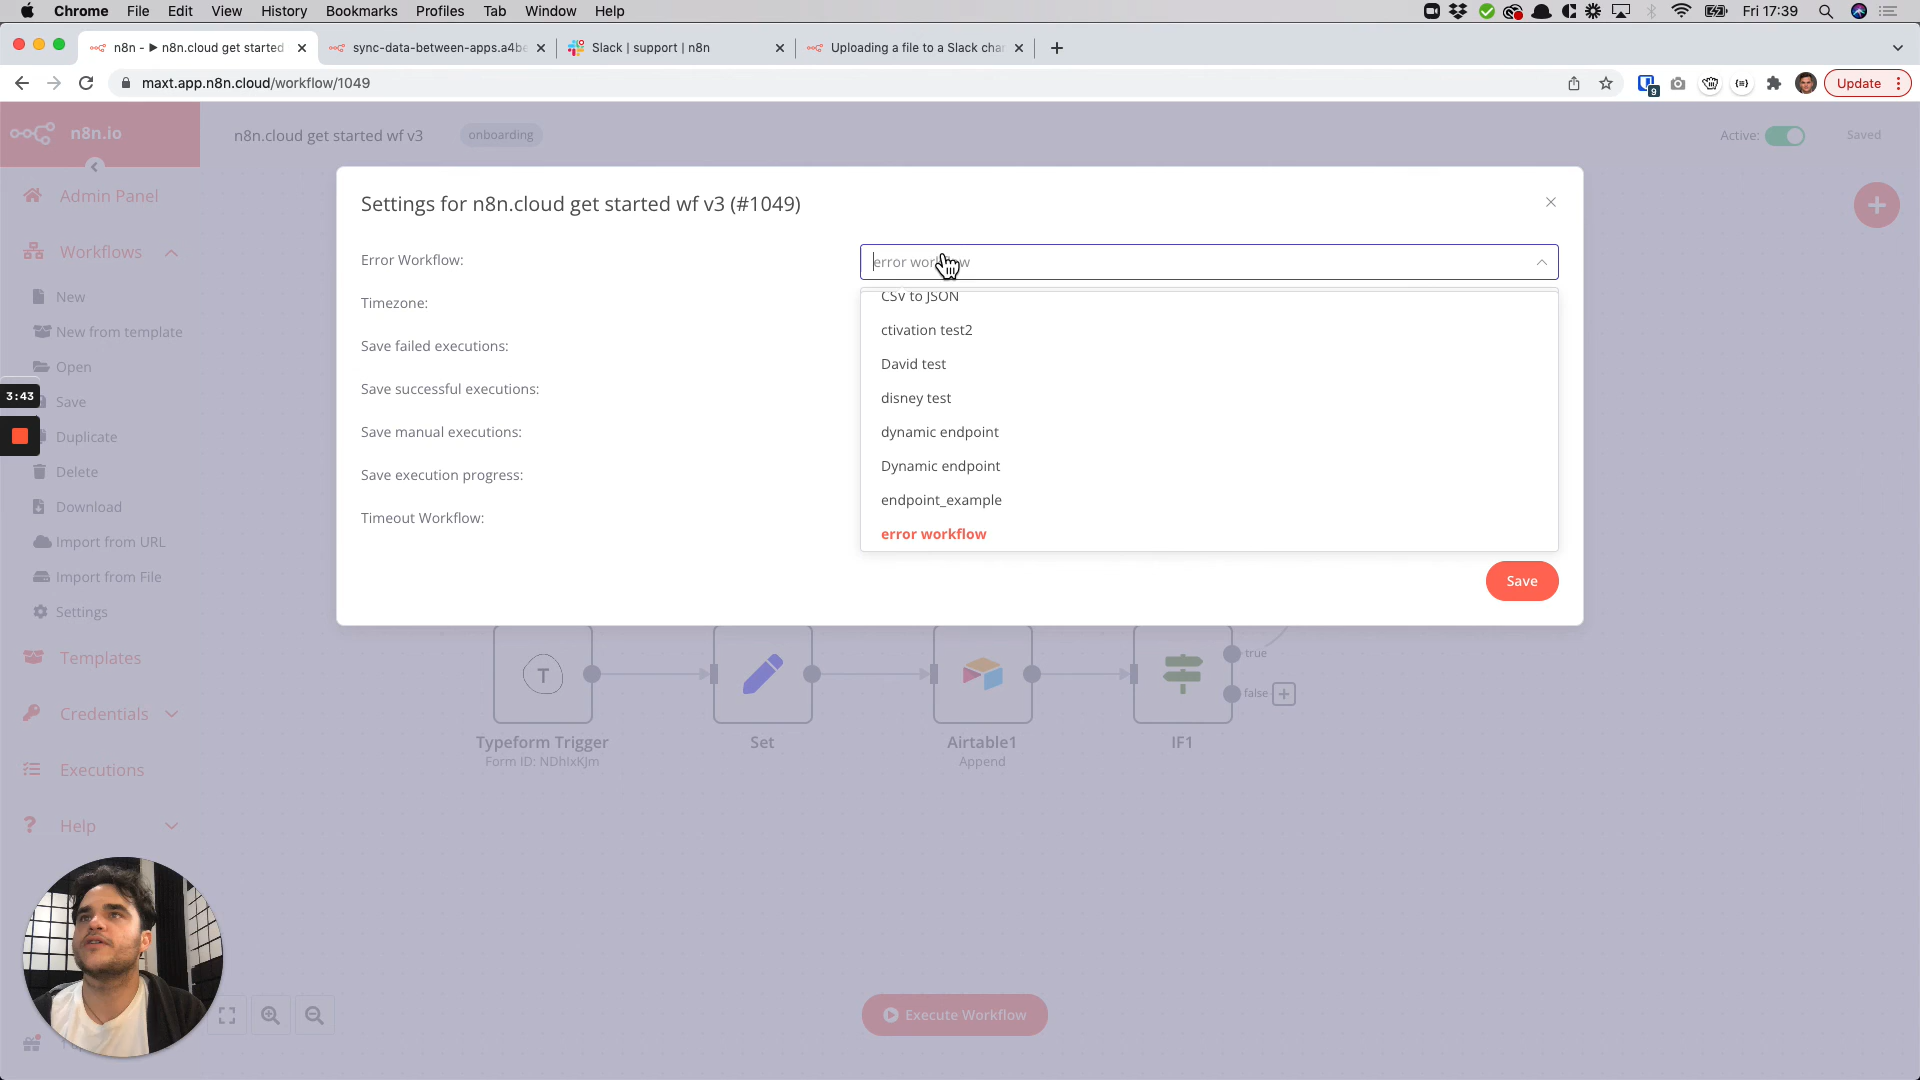 Chrome File Edit View History Bookmarks Profiles Tab Window Help
Fri 17:39
n8n - ▶ n8n.cloud get started
sync-data-between-apps.a4be
Slack | support | n8n
Uploading a file to a Slack chan
maxt.app.n8n.cloud/workflow/1049
9
Update
n8n.io
n8n.cloud get started wf v3
onboarding
Active:
Saved
Admin Panel
Workflows
New
New from template
Open
Save
Duplicate
Delete
Download
Import from URL
Import from File
Settings
Templates
Credentials
Executions
Help
3:43
Settings for n8n.cloud get started wf v3 (#1049)
Error Workflow:
error workflow
Timezone:
Save failed executions:
Save successful executions:
Save manual executions:
Save execution progress:
Timeout Workflow:
CSv to JSON
ctivation test2
David test
disney test
dynamic endpoint
Dynamic endpoint
endpoint_example
error workflow
Save
T
true
false
Typeform Trigger
Form ID: NDhIxKJm
Set
Airtable1
Append
IF1
Execute Workflow